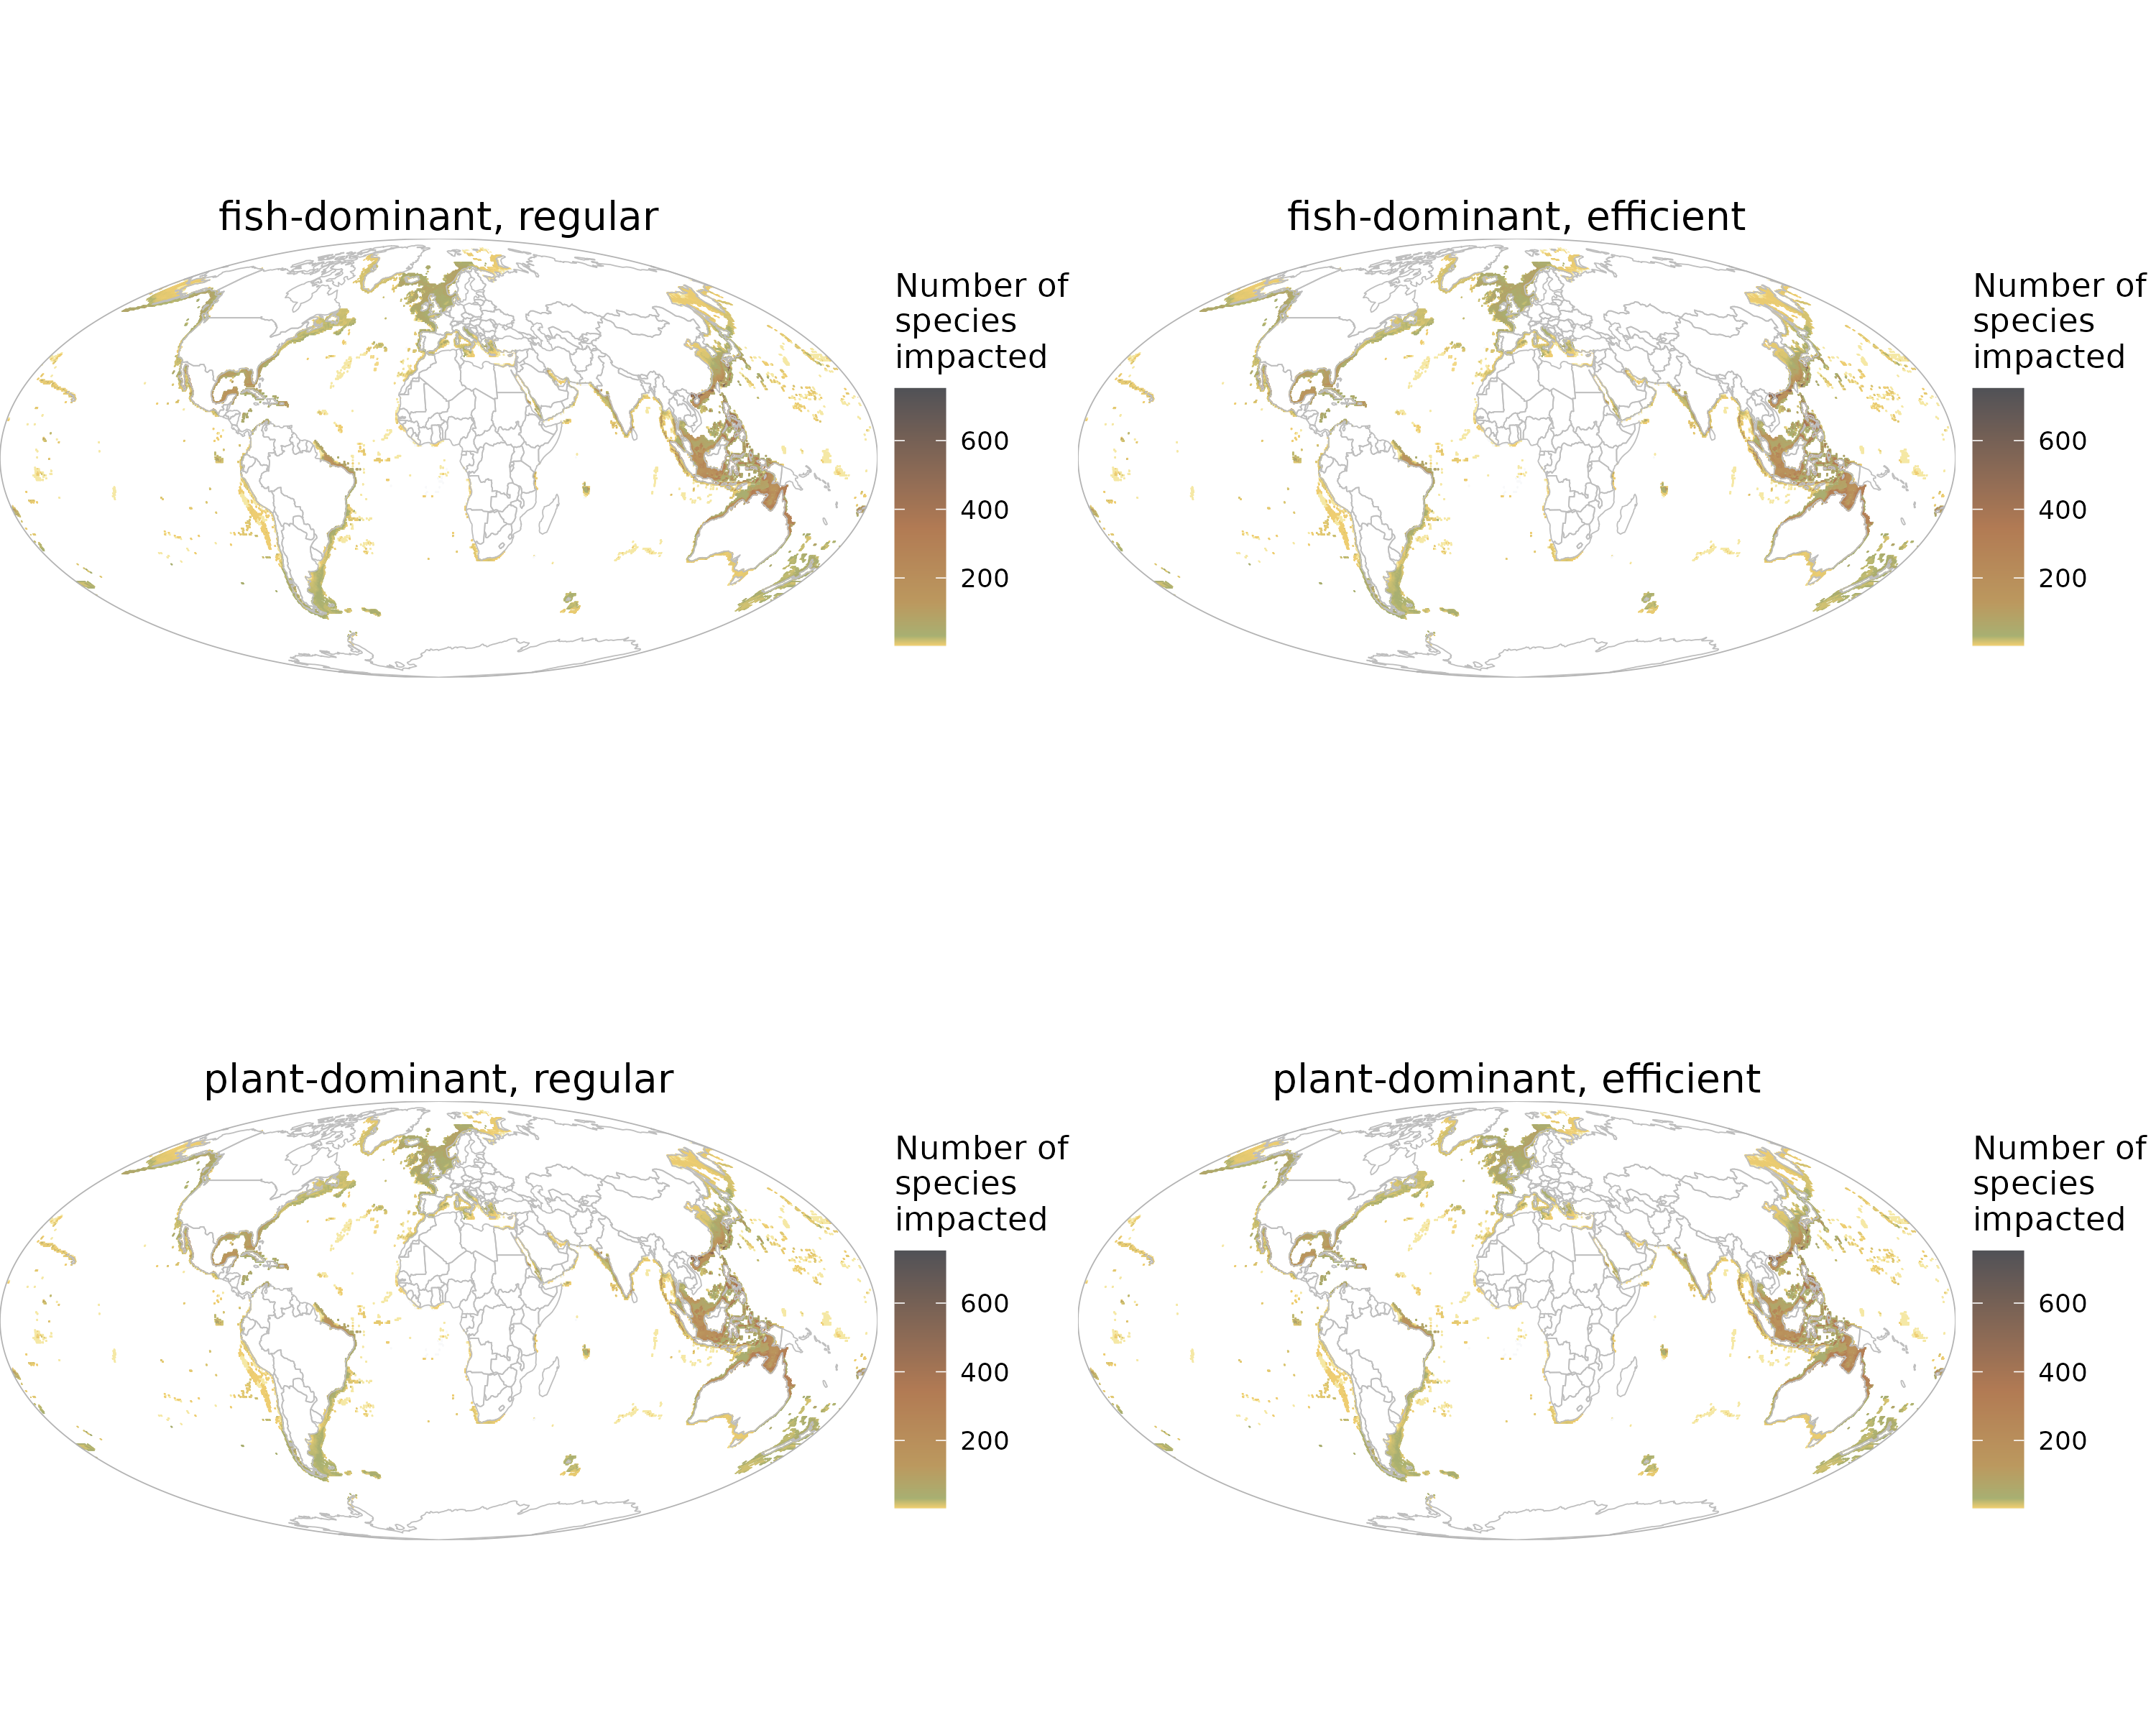 fish-dominant, regular
Number of
species
impacted
600
400
200
fish-dominant, efficient
Number of
species
impacted
600
400
200
plant-dominant, regular
Number of
species
impacted
600
400
200
plant-dominant, efficient
Number of
species
impacted
600
400
200